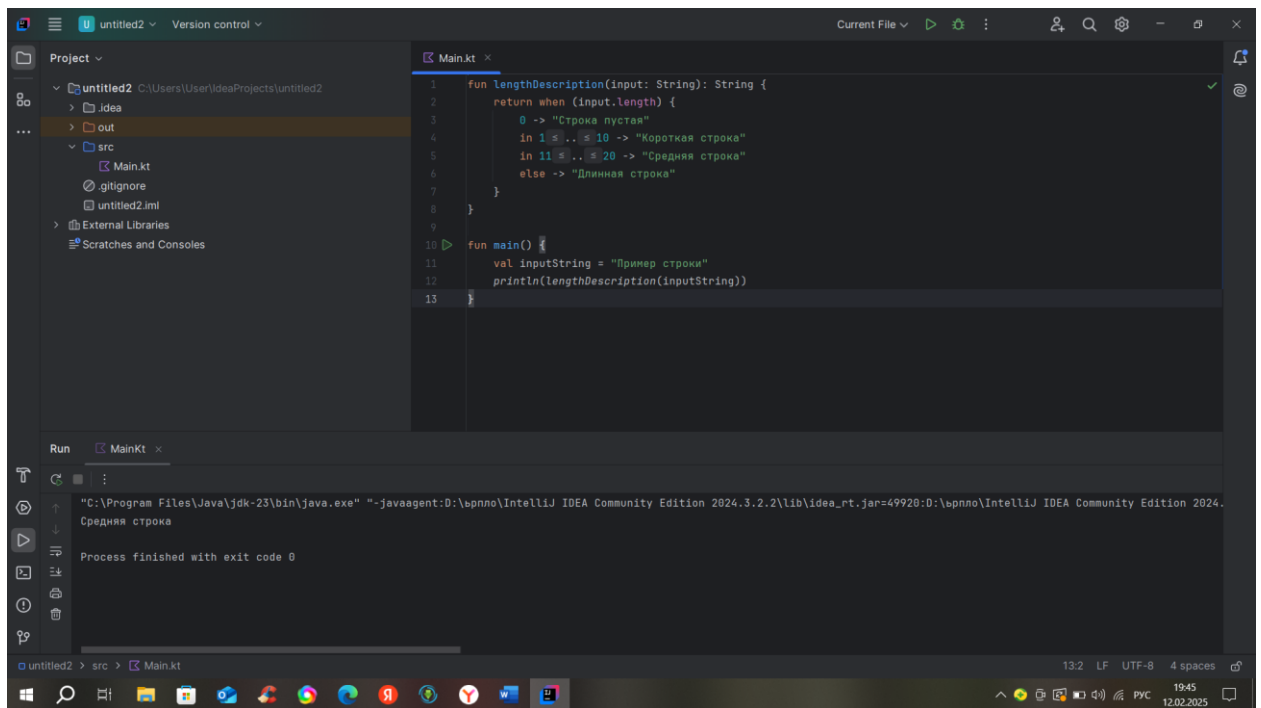 U untitled2 Version control Current File
Project
Main.kt
untitled2 C:\Users\User\IdeaProjects\untitled2
.idea
out
src
Main.kt
.gitignore
untitled2.iml
External Libraries
Scratches and Consoles
1 fun lengthDescription(input: String): String {
2 return when (input.length) {
3 0 -> "Строка пустая"
4 in 1 ≤ .. ≤ 10 -> "Короткая строка"
5 in 11 ≤ .. ≤ 20 -> "Средняя строка"
6 else -> "Длинная строка"
7 }
8 }
9
10 fun main() {
11 val inputString = "Пример строки"
12 println(lengthDescription(inputString))
13 }
Run MainKt
"C:\Program Files\Java\jdk-23\bin\java.exe" "-javaagent:D:\ьрпло\IntelliJ IDEA Community Edition 2024.3.2.2\lib\idea_rt.jar=49920:D:\ьрпло\IntelliJ IDEA Community Edition 2024.
Средняя строка
Process finished with exit code 0
untitled2 > src > Main.kt 13:2 LF UTF-8 4 spaces
РУС
19:45
12.02.2025